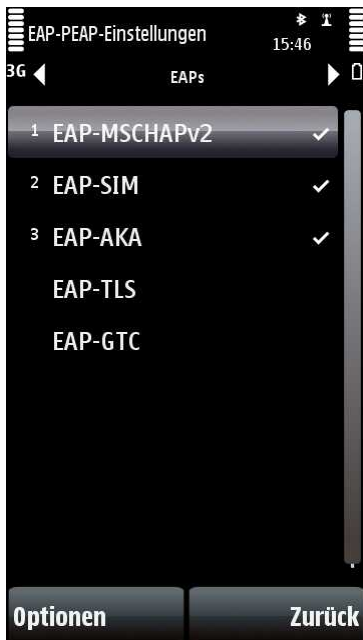 EAP-PEAP-Einstellungen
15:46
3G
EAPs
1 EAP-MSCHAPv2
2 EAP-SIM
3 EAP-AKA
EAP-TLS
EAP-GTC
Optionen
Zurück